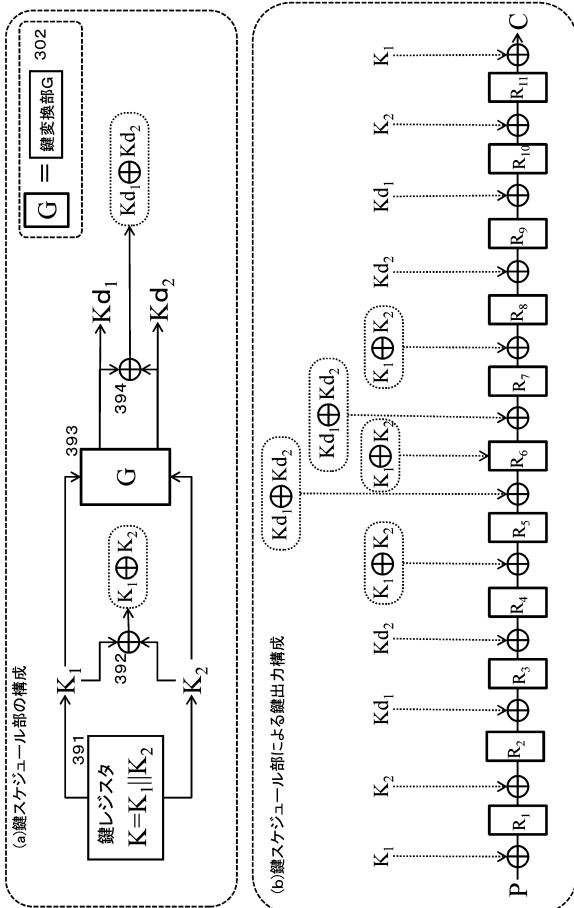 (a)鍵スケジュール部の構成
391
鍵レジスタ
K=K₁||K₂
K₁
K₂
392
K₁⊕K₂
393
G
394
Kd₁
Kd₂
Kd₁⊕Kd₂
G = 鍵変換部G
302
(b)鍵スケジュール部による鍵出力構成
K₁
K₂
Kd₁
Kd₂
K₁⊕K₂
Kd₁⊕Kd₂
K₁⊕K₂
Kd₁⊕Kd₂
K₁⊕K₂
Kd₂
Kd₁
K₂
K₁
P
R₁
R₂
R₃
R₄
R₅
R₆
R₇
R₈
R₉
R₁₀
R₁₁
C